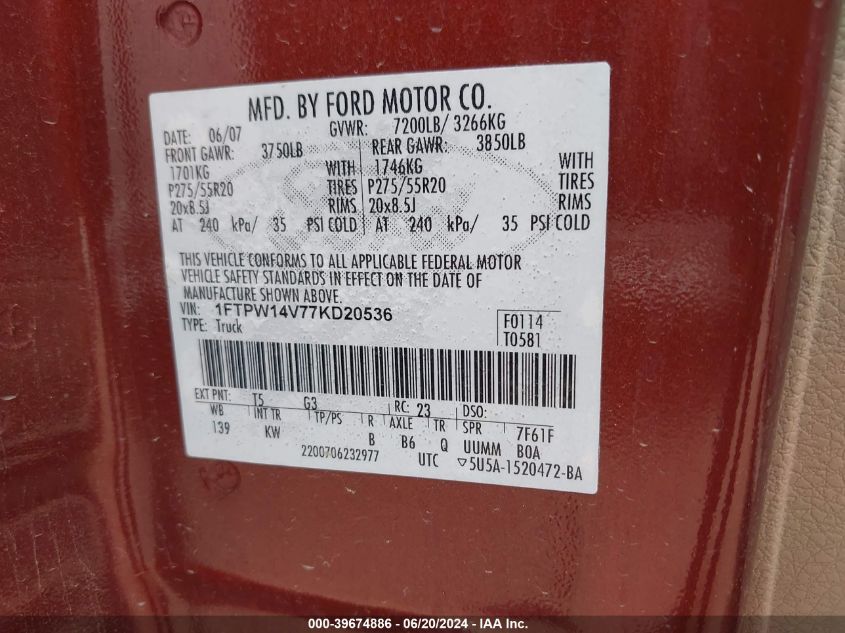 MFD. BY FORD MOTOR CO.
DATE: 06/07 GVWR: 7200LB/ 3266KG
FRONT GAWR: 3750LB REAR GAWR: 3850LB
1701KG WITH 1746KG WITH
P275/55R20 TIRES P275/55R20 TIRES
20x8.5J RIMS 20x8.5J RIMS
AT 240 kPa/ 35 PSI COLD AT 240 kPa/ 35 PSI COLD
THIS VEHICLE CONFORMS TO ALL APPLICABLE FEDERAL MOTOR
VEHICLE SAFETY STANDARDS IN EFFECT ON THE DATE OF
MANUFACTURE SHOWN ABOVE.
VIN: 1FTPW14V77KD20536 F0114
TYPE: Truck T0581
EXT PNT: T5 G3 RC: 23 DSO:
WB INT TR TP/PS R AXLE TR SPR 7F61F
139 KW B B6 Q UUMM BOA
2200706232977 UTC ▽5U5A-1520472-BA
000-39674886 - 06/20/2024 - IAAI.COM